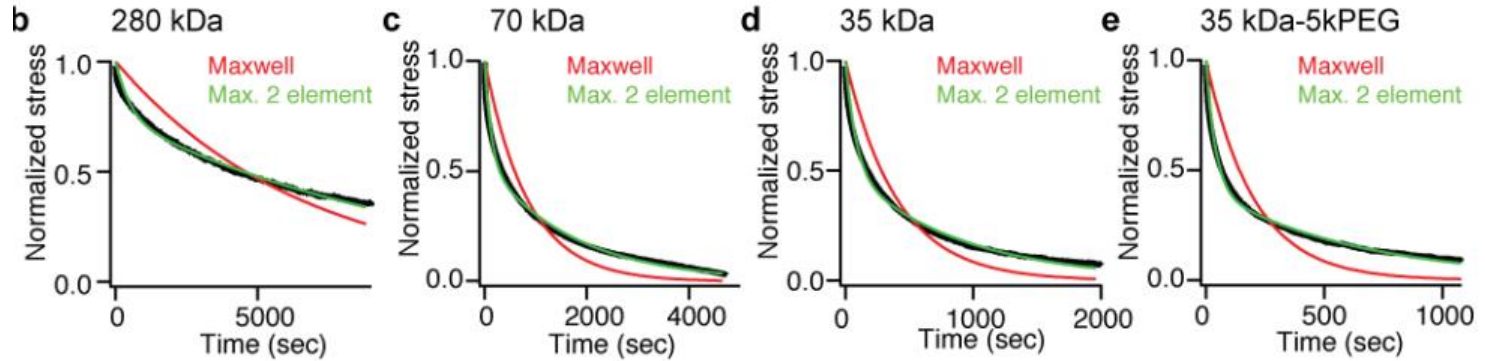 b 280 kDa
Normalized stress
1.0
0.5
0.0
Maxwell
Max. 2 element
0 5000
Time (sec)
c 70 kDa
Normalized stress
1.0
0.5
0.0
Maxwell
Max. 2 element
0 2000 4000
Time (sec)
d 35 kDa
Normalized stress
1.0
0.5
0.0
Maxwell
Max. 2 element
0 1000 2000
Time (sec)
e 35 kDa-5kPEG
Normalized stress
1.0
0.5
0.0
Maxwell
Max. 2 element
0 500 1000
Time (sec)